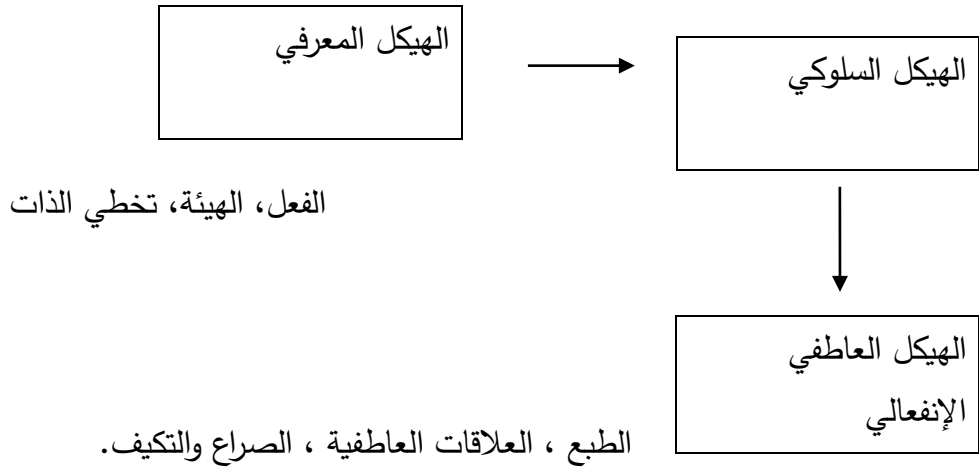 الهيكل المعرفي
الهيكل السلوكي
الفعل، الهيئة، تخطي الذات
الهيكل العاطفي
الإنفعالي
الطبع ، العلاقات العاطفية ، الصراع والتكيف.